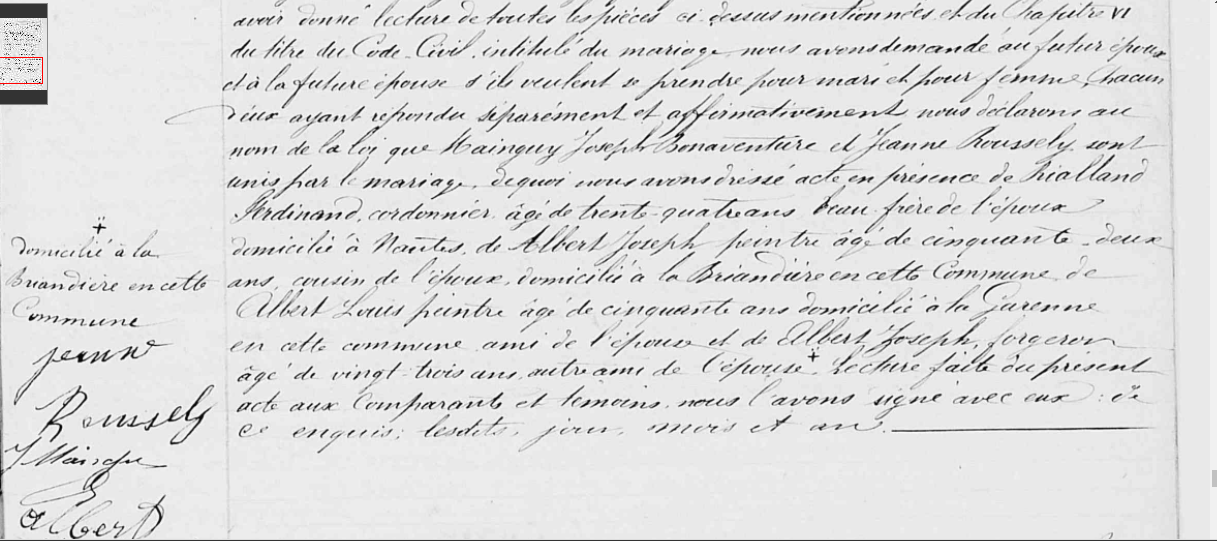 avoir donné lecture de toutes les pièces ci dessus mentionnées et du Chapitre VI
du titre du Code Civil intitulé du mariage nous avons demandé au futur époux
et à la future épouse s'ils veulent se prendre pour mari et pour femme Chacun
d'eux ayant répondu séparément et affirmativement nous déclarons au
nom de la loi que Mainguy Joseph Bonaventure et Jeanne Roussely sont
unis par le mariage. de quoi nous avons dressé acte en présence de Rialland
Ferdinand, cordonnier âgé de trente-quatre ans beau-frère de l'époux
domicilié à Nantes, de Albert Joseph peintre âgé de cinquante-deux
ans, cousin de l'époux, domicilié à la Briandière en cette Commune, de
Albert Louis peintre âgé de cinquante ans domicilié à la Garenne
en cette commune ami de l'époux et de Albert Joseph, forgeron
âgé de vingt-trois ans, autre ami de l'épouse. Lecture faite du présent
acte aux Comparants et témoins, nous l'avons signé avec eux : de
ce enquis; lesdits, jour, mois et an.
domicilié à la
Briandière en cette
Commune
jeanne
Roussely
J Mainguy
Albert